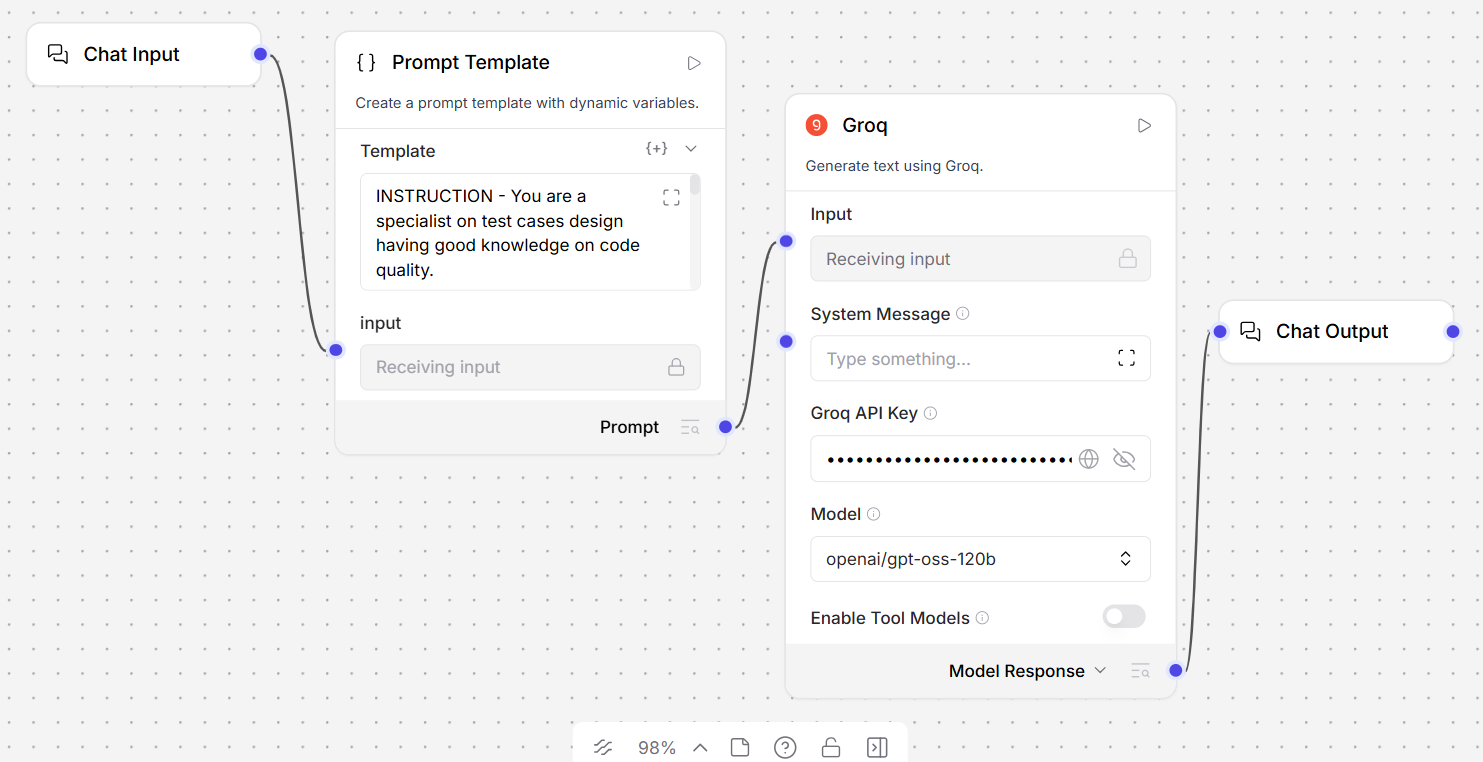 Chat Input
Prompt Template
Create a prompt template with dynamic variables.
Template
INSTRUCTION - You are a
specialist on test cases design
having good knowledge on code
quality.
input
Receiving input
Prompt
Groq
Generate text using Groq.
Input
Receiving input
System Message
Type something...
Groq API Key
••••••••••••••••••••••••••
Model
openai/gpt-oss-120b
Enable Tool Models
Model Response
Chat Output
98%